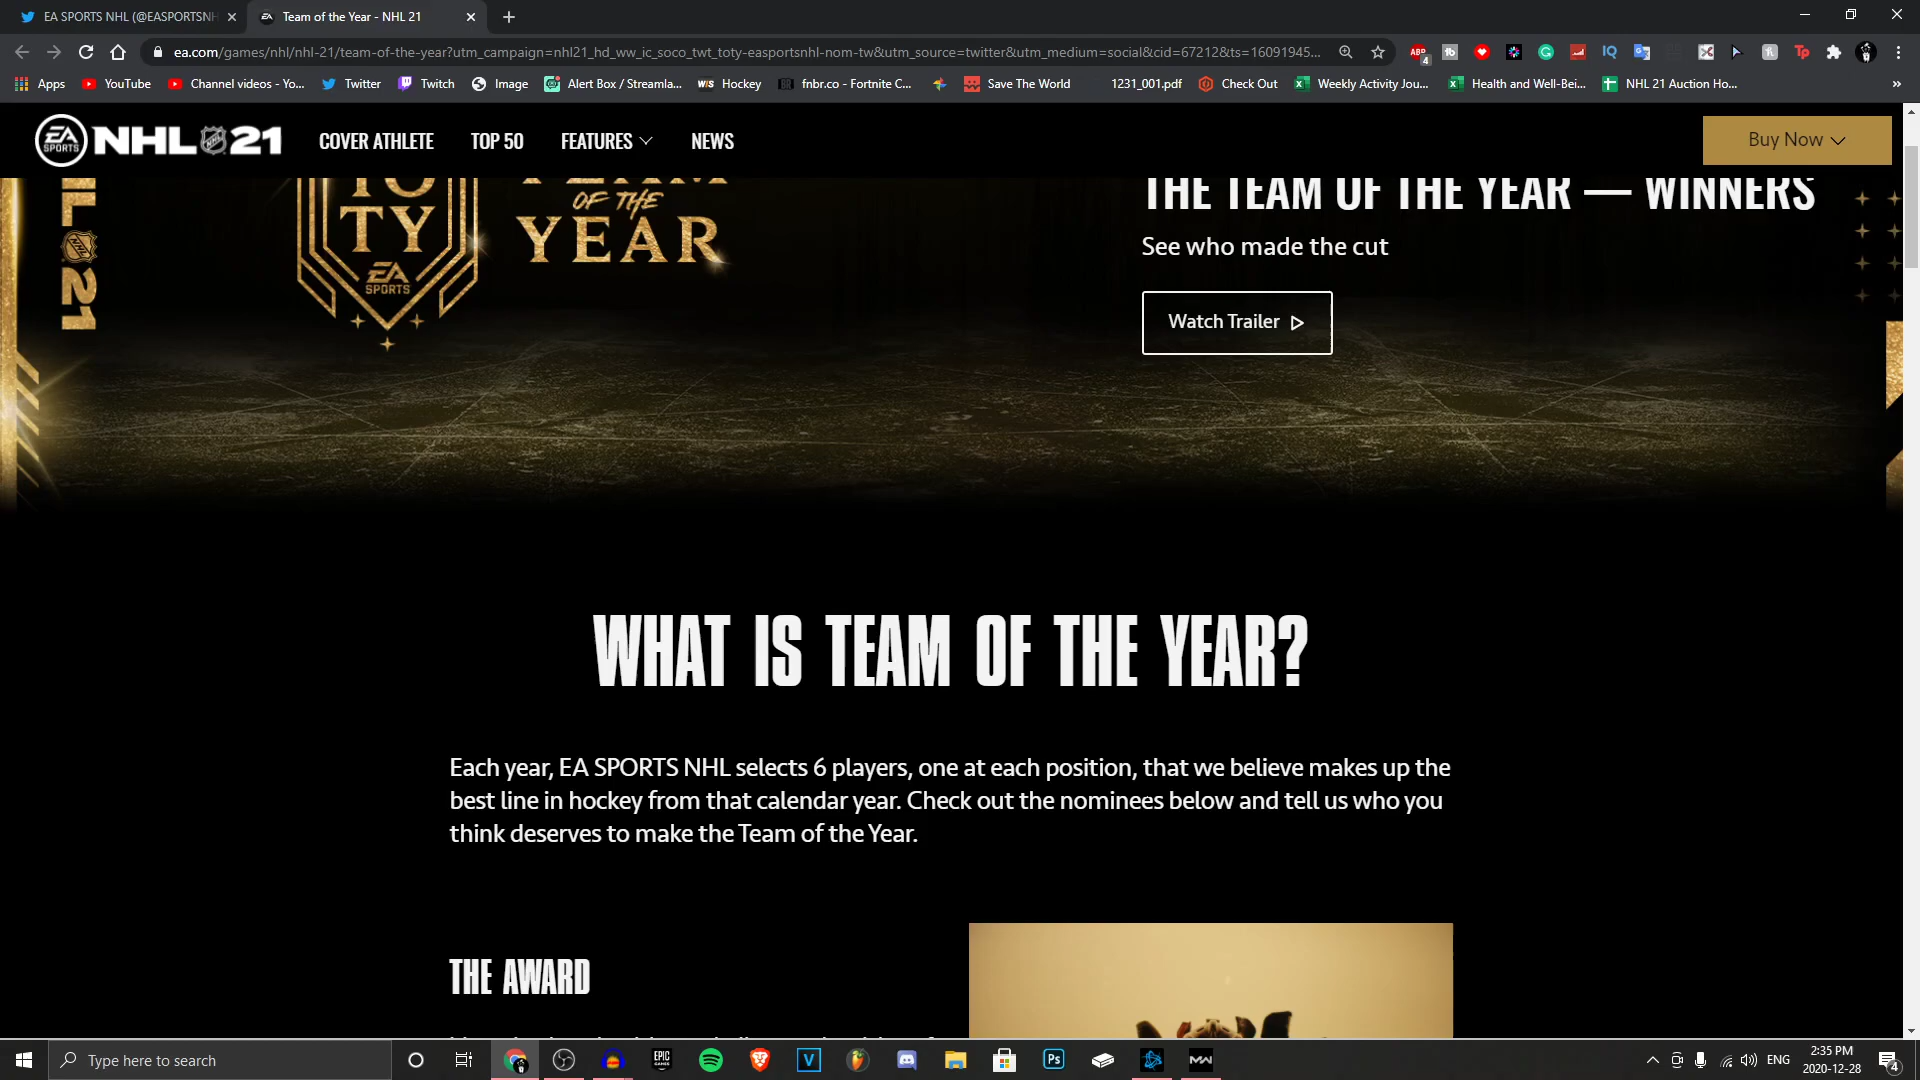 EA SPORTS NHL (@EASPORTSNH
Team of the Year - NHL 21
ea.com/games/nhl/nhl-21/team-of-the-year?utm_campaign=nhl21_hd_ww_ic_soco_twt_toty-easportsnhl-nom-tw&utm_source=twitter&utm_medium=social&cid=67212&ts=16091945...
Apps YouTube Channel videos - Yo... Twitter Twitch Image Alert Box / Streamla... Hockey fnbr.co - Fortnite C... Save The World 1231_001.pdf Check Out Weekly Activity Jou... Health and Well-Bei... NHL 21 Auction Ho...
EA SPORTS NHL 21 COVER ATHLETE TOP 50 FEATURES NEWS Buy Now
TO
TY
EA
SPORTS
TEAM
OF THE
YEAR
21
THE TEAM OF THE YEAR — WINNERS
See who made the cut
Watch Trailer
WHAT IS TEAM OF THE YEAR?
Each year, EA SPORTS NHL selects 6 players, one at each position, that we believe makes up the
best line in hockey from that calendar year. Check out the nominees below and tell us who you
think deserves to make the Team of the Year.
THE AWARD
Type here to search
ENG
2:35 PM
2020-12-28
4